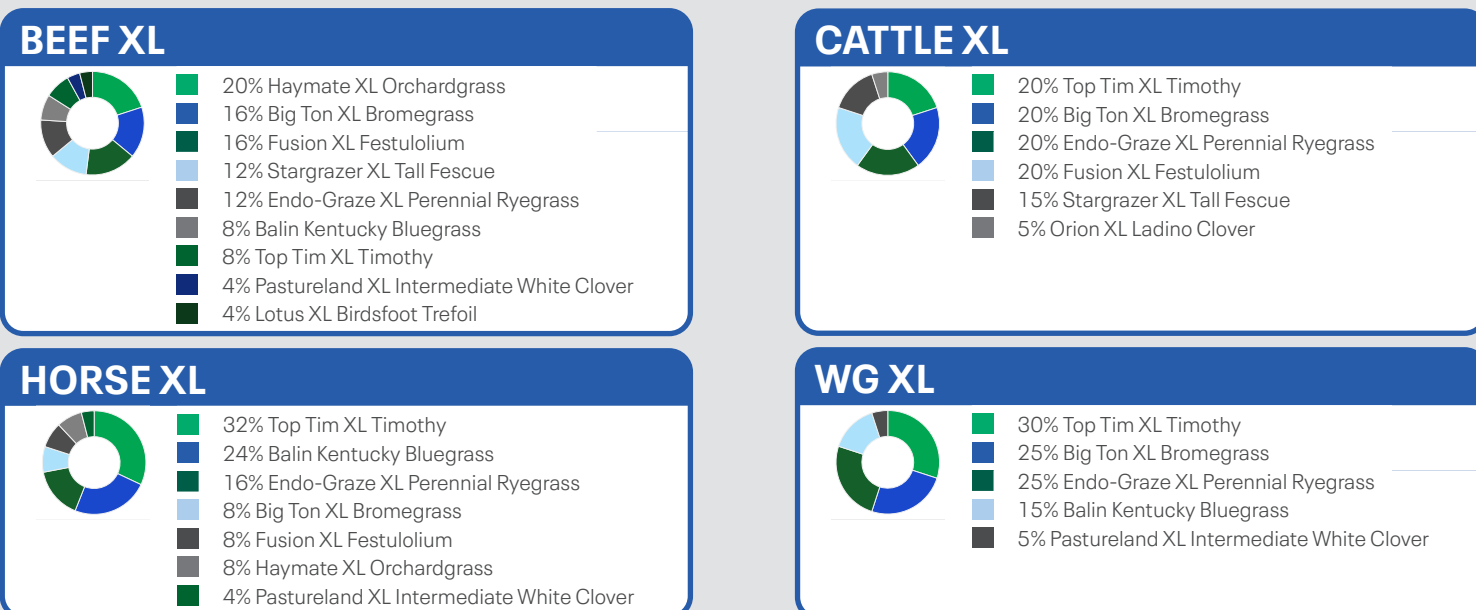 BEEF XL
20% Haymate XL Orchardgrass
16% Big Ton XL Bromegrass
16% Fusion XL Festulolium
12% Stargrazer XL Tall Fescue
12% Endo-Graze XL Perennial Ryegrass
8% Balin Kentucky Bluegrass
8% Top Tim XL Timothy
4% Pastureland XL Intermediate White Clover
4% Lotus XL Birdsfoot Trefoil
CATTLE XL
20% Top Tim XL Timothy
20% Big Ton XL Bromegrass
20% Endo-Graze XL Perennial Ryegrass
20% Fusion XL Festulolium
15% Stargrazer XL Tall Fescue
5% Orion XL Ladino Clover
HORSE XL
32% Top Tim XL Timothy
24% Balin Kentucky Bluegrass
16% Endo-Graze XL Perennial Ryegrass
8% Big Ton XL Bromegrass
8% Fusion XL Festulolium
8% Haymate XL Orchardgrass
4% Pastureland XL Intermediate White Clover
WG XL
30% Top Tim XL Timothy
25% Big Ton XL Bromegrass
25% Endo-Graze XL Perennial Ryegrass
15% Balin Kentucky Bluegrass
5% Pastureland XL Intermediate White Clover